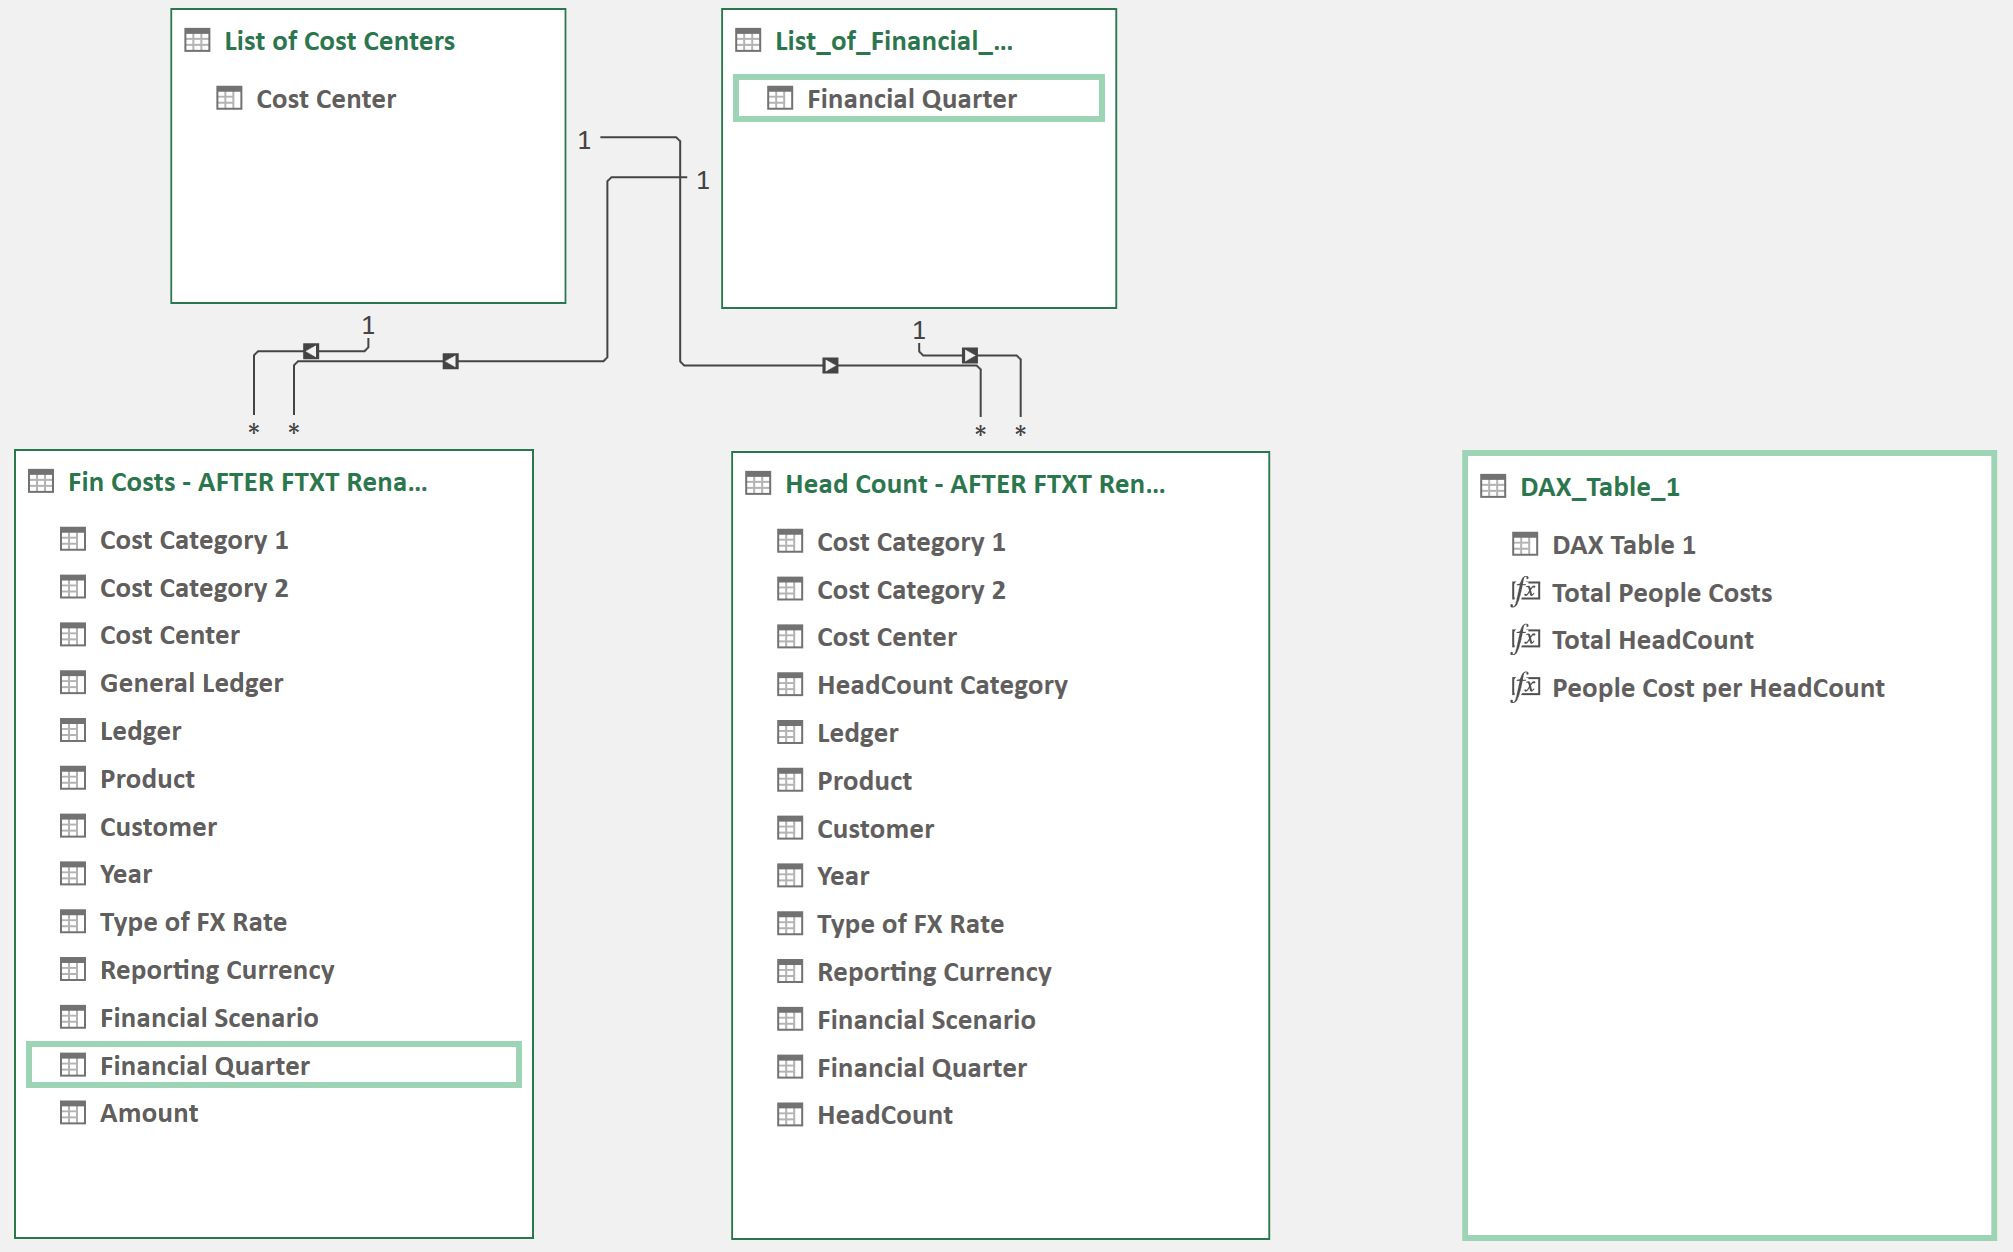 List of Cost Centers
Cost Center
List_of_Financial_...
Financial Quarter
1
1
1
1
*
*
*
*
Fin Costs - AFTER FTXT Rena...
Cost Category 1
Cost Category 2
Cost Center
General Ledger
Ledger
Product
Customer
Year
Type of FX Rate
Reporting Currency
Financial Scenario
Financial Quarter
Amount
Head Count - AFTER FTXT Ren...
Cost Category 1
Cost Category 2
Cost Center
HeadCount Category
Ledger
Product
Customer
Year
Type of FX Rate
Reporting Currency
Financial Scenario
Financial Quarter
HeadCount
DAX_Table_1
DAX Table 1
fx Total People Costs
fx Total HeadCount
fx People Cost per HeadCount